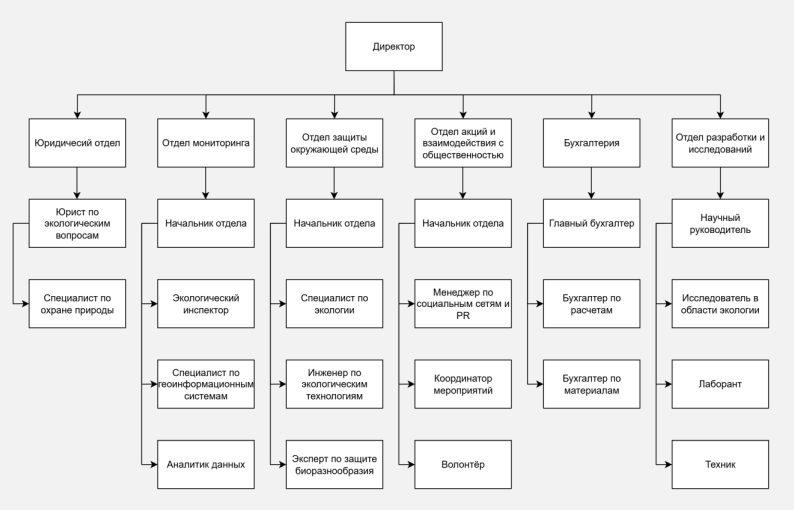 Директор
Юридичесий отдел
Отдел мониторинга
Отдел защиты
окружающей среды
Отдел акций и
взаимодействия с
общественностью
Бухгалтерия
Отдел разработки и
исследований
Юрист по
экологическим
вопросам
Начальник отдела
Начальник отдела
Начальник отдела
Главный бухгалтер
Научный
руководитель
Специалист по
охране природы
Экологический
инспектор
Специалист по
экологии
Менеджер по
социальным сетям и
PR
Бухгалтер по
расчетам
Исследователь в
области экологии
Специалист по
геоинформационным
системам
Инженер по
экологическим
технологиям
Координатор
мероприятий
Бухгалтер по
материалам
Лаборант
Аналитик данных
Эксперт по защите
биоразнообразия
Волонтёр
Техник